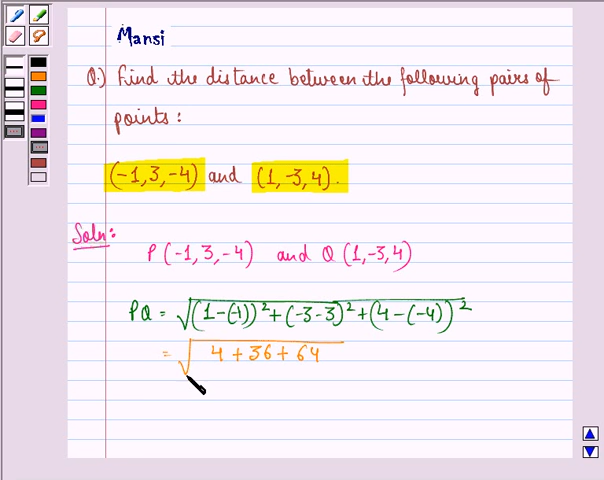 Mansi
Q.) Find the distance between the following pairs of
points :
(-1,3,-4) and (1,-3,4).
Soln:
P(-1,3,-4) and Q(1,-3,4)
PQ = √(1-(-1))² + (-3-3)² + (4-(-4))²
= √4 + 36 + 64